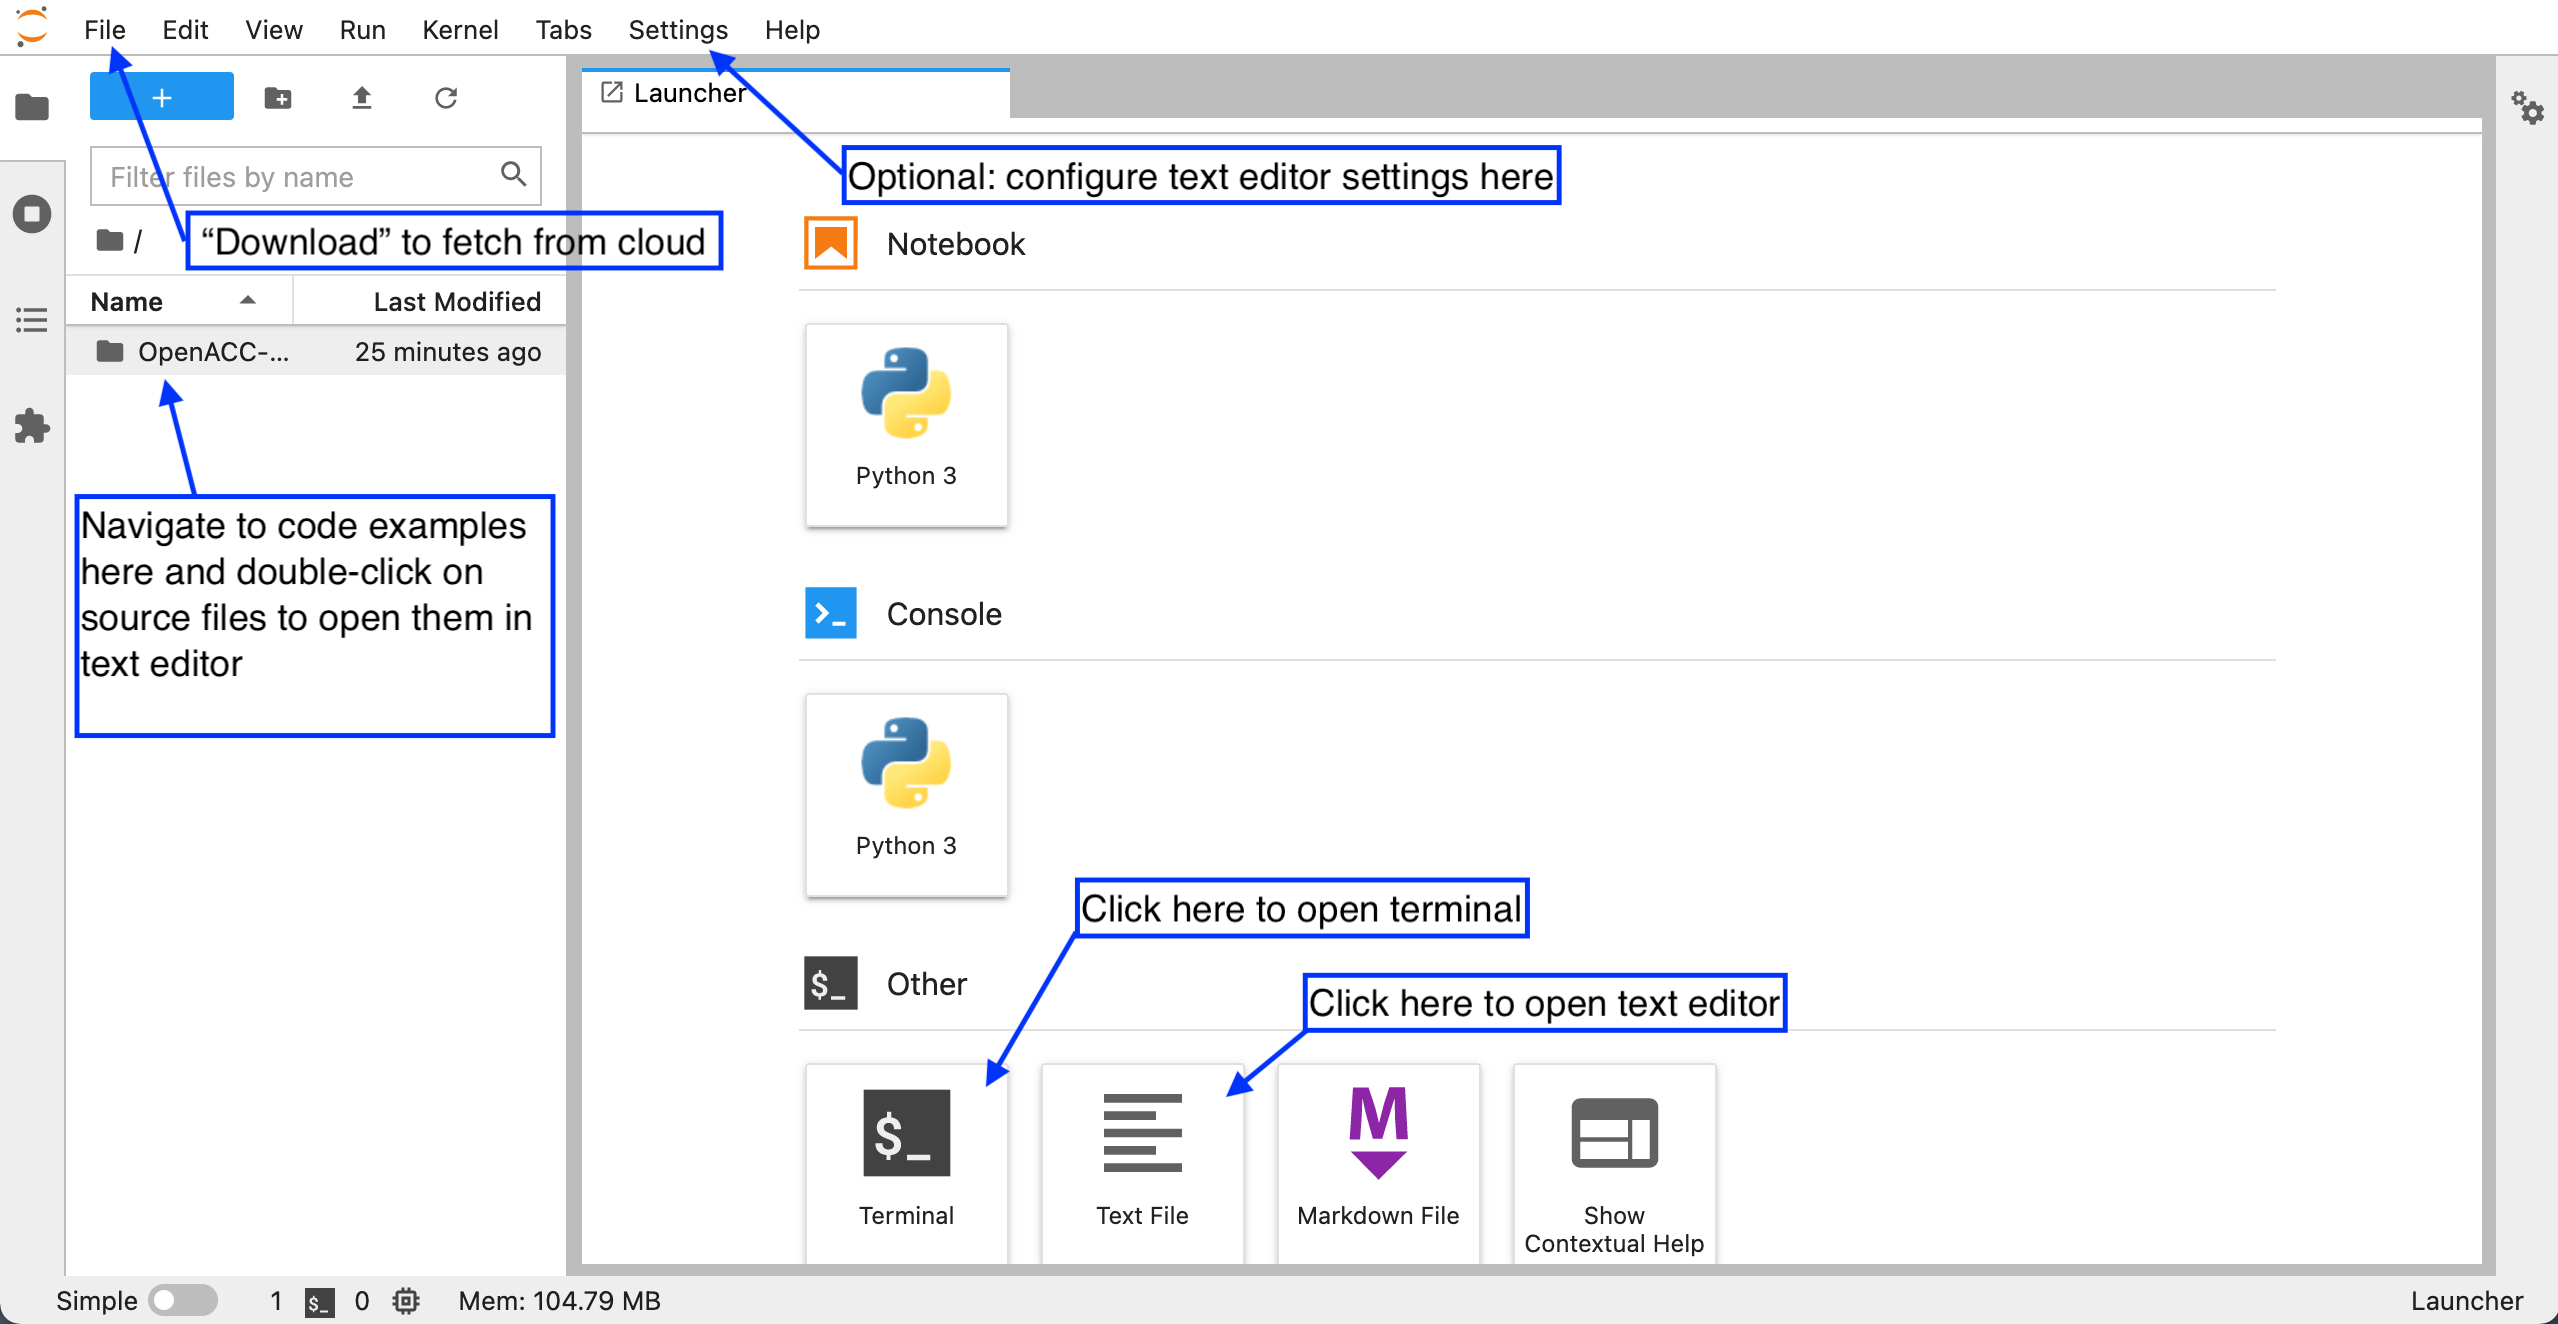 File Edit View Run Kernel Tabs Settings Help
+
Launcher
Filter files by name
Optional: configure text editor settings here
/
“Download” to fetch from cloud
Notebook
Name Last Modified
OpenACC-... 25 minutes ago
Python 3
Navigate to code examples
here and double-click on
source files to open them in
text editor
Console
Python 3
Click here to open terminal
$_ Other
Click here to open text editor
$_
M
Terminal
Text File
Markdown File
Show
Contextual Help
Simple 1 $_ 0 Mem: 104.79 MB Launcher